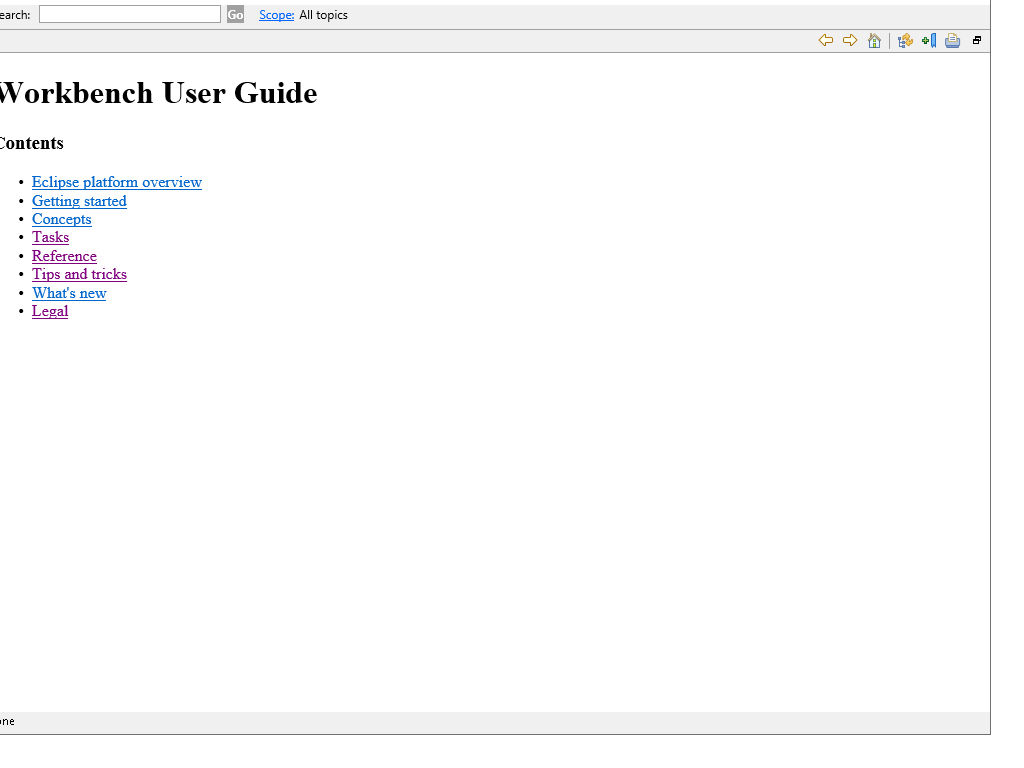 earch: Go Scope: All topics
Workbench User Guide
Contents
• Eclipse platform overview
• Getting started
• Concepts
• Tasks
• Reference
• Tips and tricks
• What's new
• Legal
one